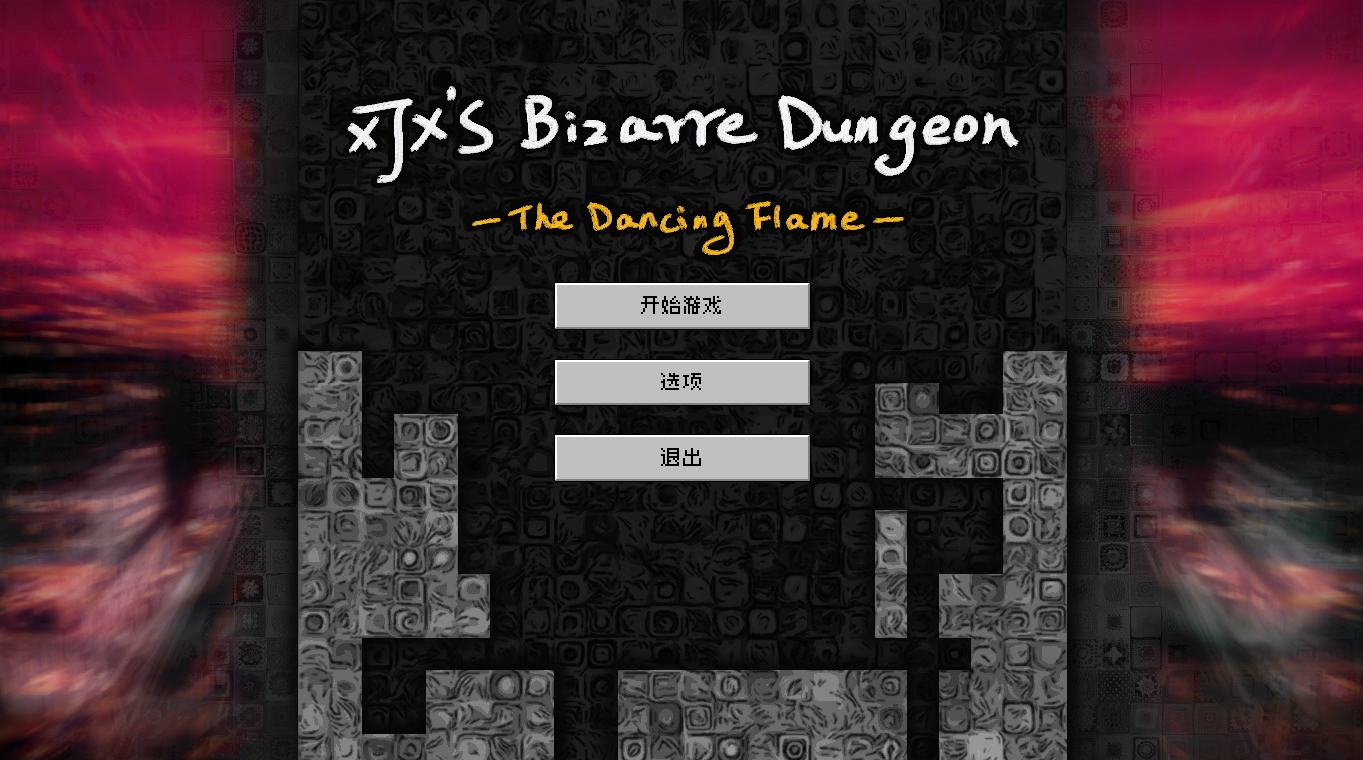 xJx's Bizarre Dungeon
—The Dancing Flame—
开始游戏
选项
退出